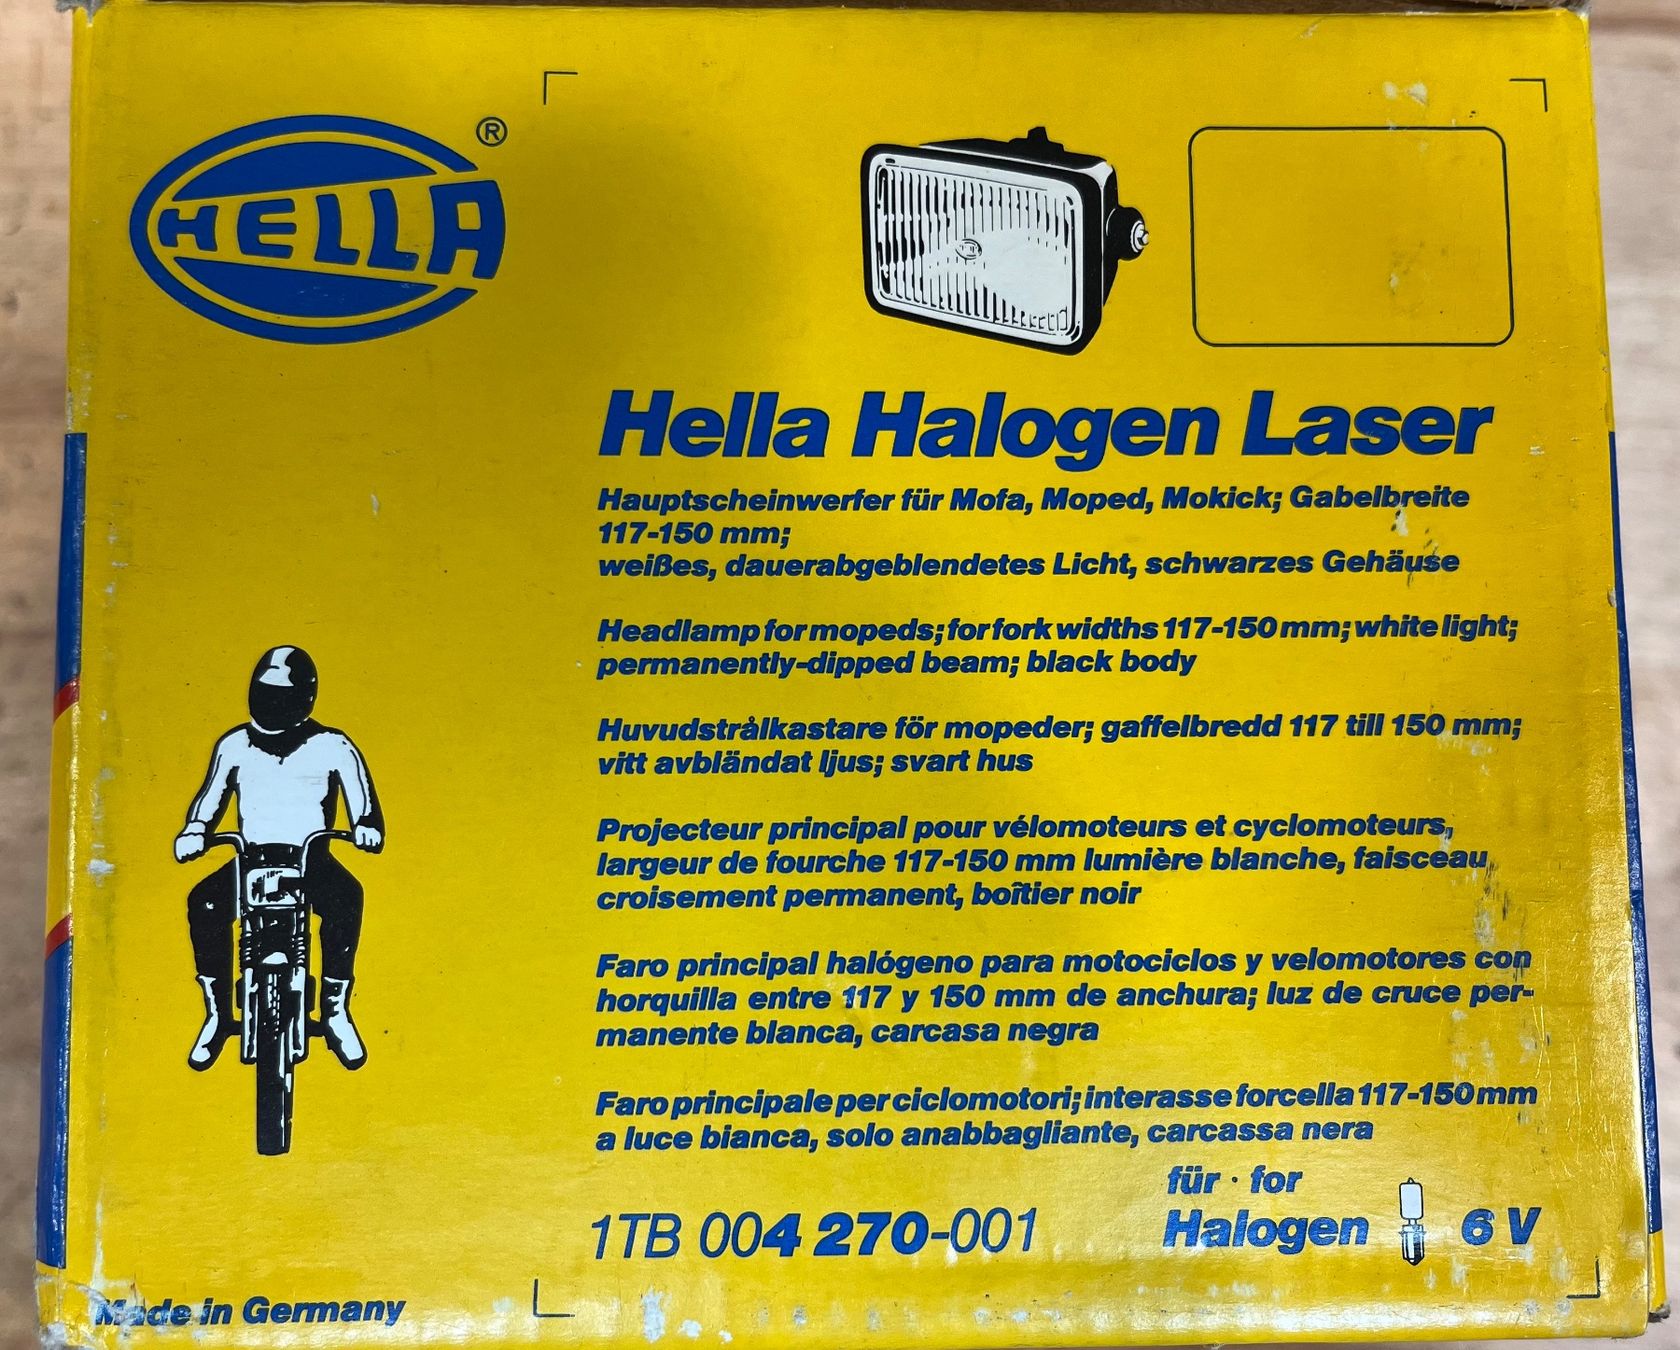 HELLA ®
Hella Halogen Laser
Hauptscheinwerfer für Mofa, Moped, Mokick; Gabelbreite
117-150 mm;
weißes, dauerabgeblendetes Licht, schwarzes Gehäuse
Headlamp for mopeds; for fork widths 117-150 mm; white light;
permanently-dipped beam; black body
Huvudstrålkastare för mopeder; gaffelbredd 117 till 150 mm;
vitt avbländat ljus; svart hus
Projecteur principal pour vélomoteurs et cyclomoteurs,
largeur de fourche 117-150 mm lumière blanche, faisceau
croisement permanent, boîtier noir
Faro principal halógeno para motociclos y velomotores con
horquilla entre 117 y 150 mm de anchura; luz de cruce per-
manente blanca, carcasa negra
Faro principale per ciclomotori; interasse forcella 117-150 mm
a luce bianca, solo anabbagliante, carcassa nera
für · for
1TB 004 270-001 Halogen 6 V
Made in Germany